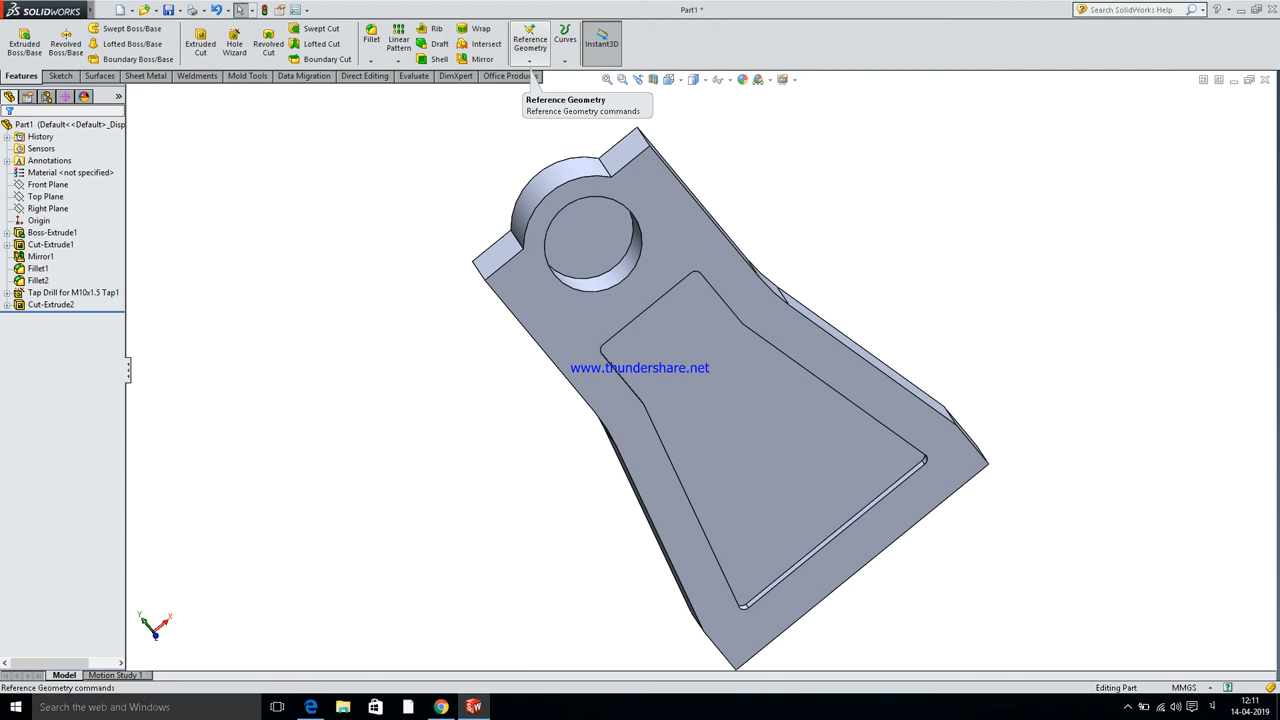 SOLIDWORKS
Part1 *
Search SolidWorks Help
Extruded Boss/Base
Revolved Boss/Base
Swept Boss/Base
Lofted Boss/Base
Boundary Boss/Base
Extruded Cut
Hole Wizard
Revolved Cut
Swept Cut
Lofted Cut
Boundary Cut
Fillet
Linear Pattern
Rib
Draft
Shell
Wrap
Intersect
Mirror
Reference Geometry
Curves
Instant3D
Features Sketch Surfaces Sheet Metal Weldments Mold Tools Data Migration Direct Editing Evaluate DimXpert Office Produc
Reference Geometry
Reference Geometry commands
Part1 (Default<<Default>_Disp
History
Sensors
Annotations
Material <not specified>
Front Plane
Top Plane
Right Plane
Origin
Boss-Extrude1
Cut-Extrude1
Mirror1
Fillet1
Fillet2
Tap Drill for M10x1.5 Tap1
Cut-Extrude2
www.thundershare.net
Y
X
Z
Model Motion Study 1
Reference Geometry commands
Editing Part MMGS
Search the web and Windows
12:11
14-04-2019